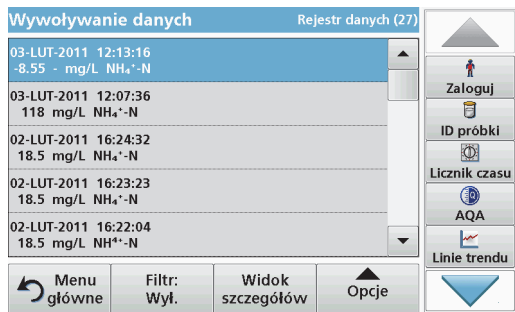 Wywoływanie danych
Rejestr danych (27)
03-LUT-2011 12:13:16
-8.55 - mg/L NH₄⁺-N
03-LUT-2011 12:07:36
118 mg/L NH₄⁺-N
02-LUT-2011 16:24:32
18.5 mg/L NH₄⁺-N
02-LUT-2011 16:23:23
18.5 mg/L NH₄⁺-N
02-LUT-2011 16:22:04
18.5 mg/L NH⁴⁺-N
Zaloguj
ID próbki
Licznik czasu
AQA
Linie trendu
Menu
główne
Filtr:
Wył.
Widok
szczegółów
Opcje